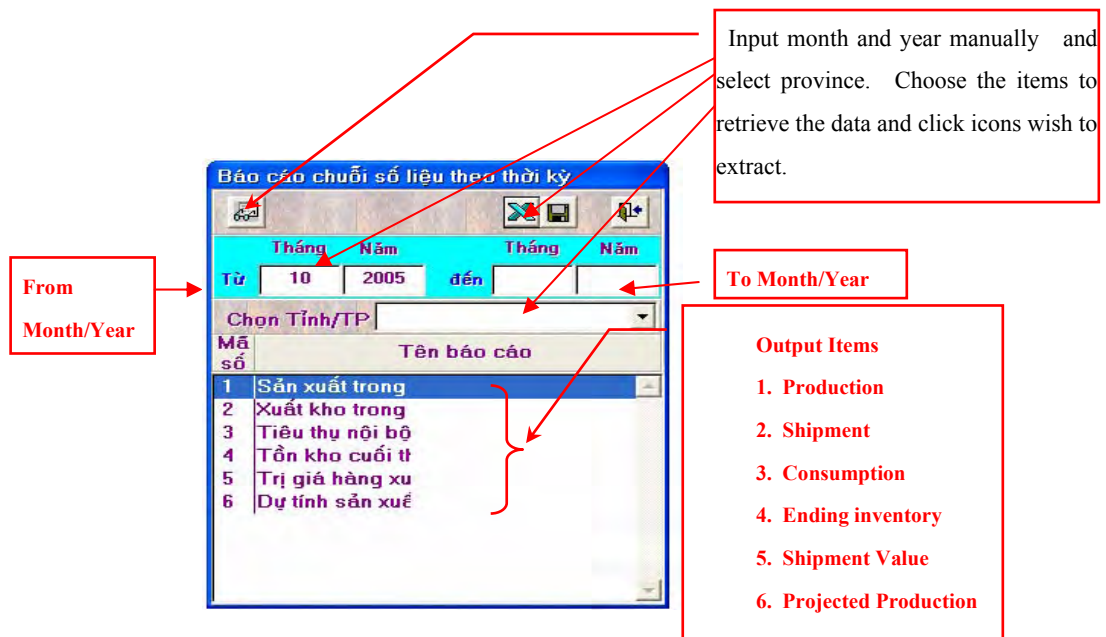 Input month and year manually and
select province. Choose the items to
retrieve the data and click icons wish to
extract.
Báo cáo chuỗi số liệu theo thời kỳ
Tháng Năm Tháng Năm
Từ 10 2005 đến
Chọn Tỉnh/TP
Mã số Tên báo cáo
1 Sản xuất trong
2 Xuất kho trong
3 Tiêu thụ nội bộ
4 Tồn kho cuối th
5 Trị giá hàng xu
6 Dự tính sản xuấ
From
Month/Year
To Month/Year
Output Items
1. Production
2. Shipment
3. Consumption
4. Ending inventory
5. Shipment Value
6. Projected Production